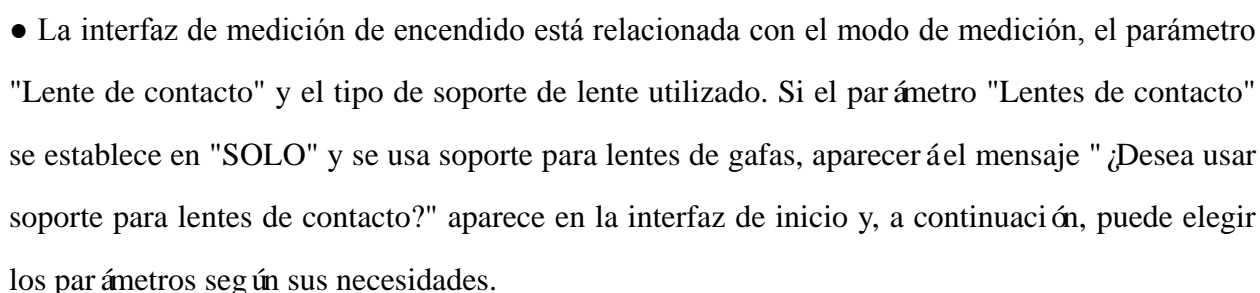 ● La interfaz de medición de encendido está relacionada con el modo de medición, el parámetro
"Lente de contacto" y el tipo de soporte de lente utilizado. Si el parámetro "Lentes de contacto"
se establece en "SOLO" y se usa soporte para lentes de gafas, aparecerá el mensaje "¿Desea usar
soporte para lentes de contacto?" aparece en la interfaz de inicio y, a continuación, puede elegir
los parámetros según sus necesidades.